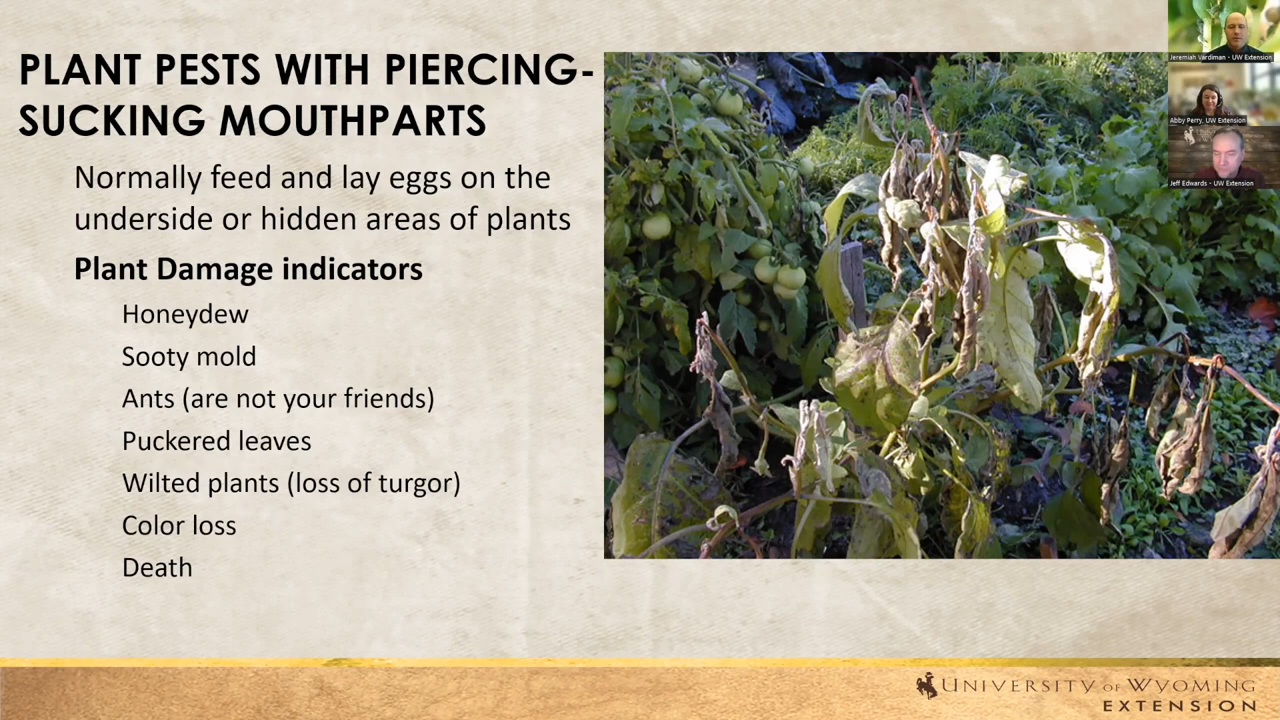 PLANT PESTS WITH PIERCING-
SUCKING MOUTHPARTS
Normally feed and lay eggs on the
underside or hidden areas of plants
Plant Damage indicators
Honeydew
Sooty mold
Ants (are not your friends)
Puckered leaves
Wilted plants (loss of turgor)
Color loss
Death
Jeremiah Vardiman - UW Extension
Abby Perry, UW Extension
Jeff Edwards - UW Extension
UNIVERSITY OF WYOMING
EXTENSION